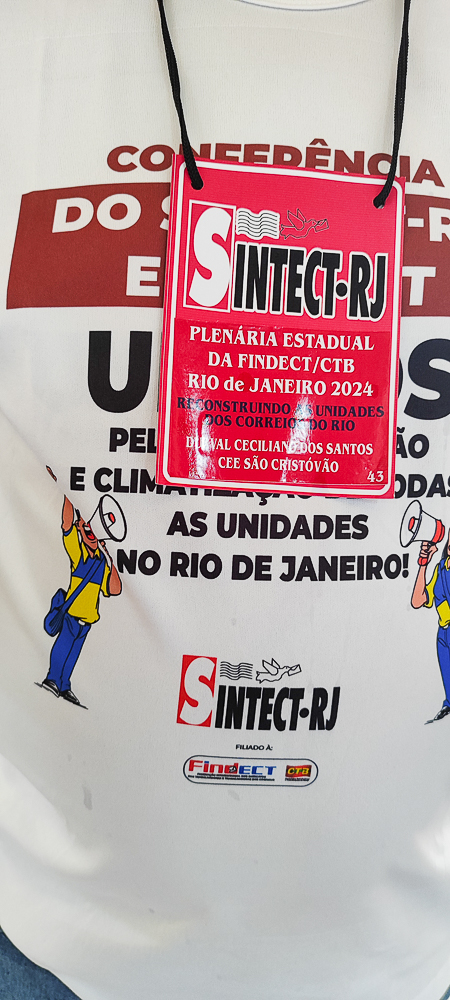 CONFERÊNCIA
DO S
E T
SINTECT-RJ
PLENÁRIA ESTADUAL
DA FINDECT/CTB
RIO de JANEIRO 2024
RECONSTRUINDO AS UNIDADES
DOS CORREIOS DO RIO
DURVAL CECILIANO DOS SANTOS
CEE SÃO CRISTÓVÃO
43
U OS
PEL ÃO
E CLIMATIZAÇÃO ODAS
AS UNIDADES
NO RIO DE JANEIRO!
SINTECT-RJ
FILIADO À:
FindECT CTB